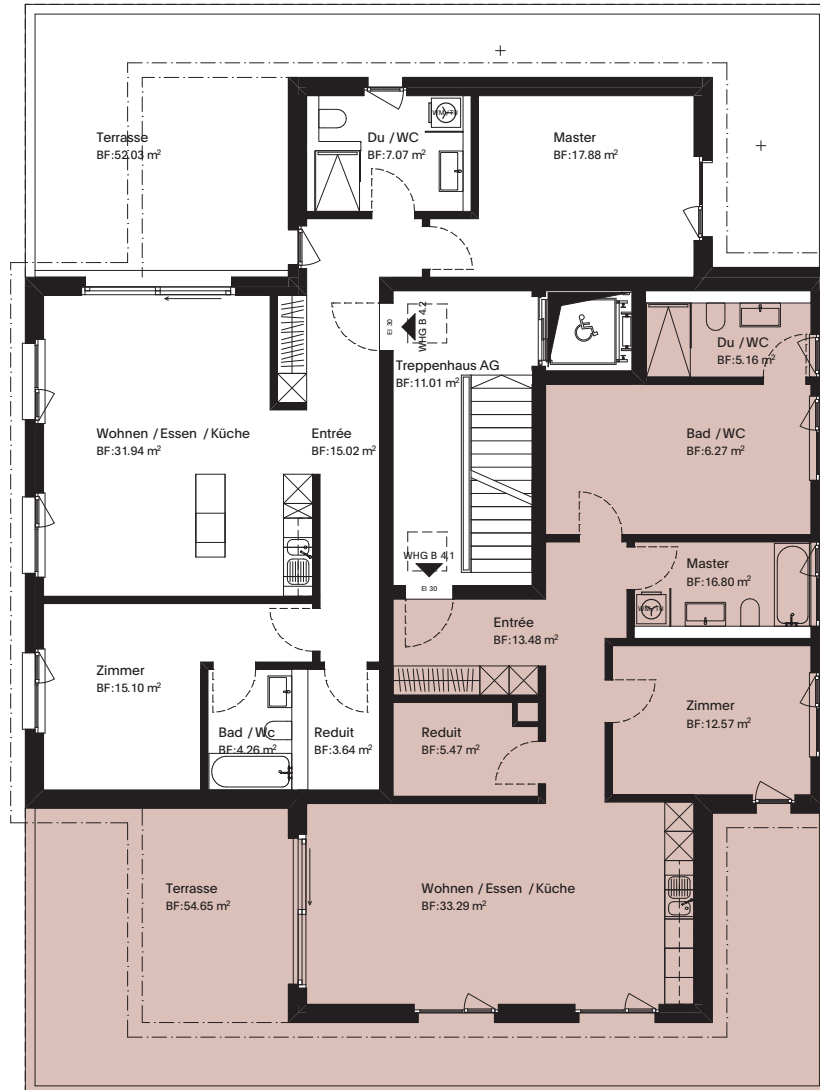 WM/TU
Terrasse
BF:52.03 m²
Du / WC
BF:7.07 m²
Master
BF:17.88 m²
EI 30
WHG B 4.2
Du / WC
BF:5.16 m²
Treppenhaus AG
BF:11.01 m²
Wohnen / Essen / Küche
BF:31.94 m²
Entrée
BF:15.02 m²
Bad / WC
BF:6.27 m²
WHG B 4.1
EI 30
Master
BF:16.80 m²
WM/TU
Entrée
BF:13.48 m²
Zimmer
BF:15.10 m²
Zimmer
BF:12.57 m²
Bad / Wc
BF:4.26 m²
Reduit
BF:3.64 m²
Reduit
BF:5.47 m²
Terrasse
BF:54.65 m²
Wohnen / Essen / Küche
BF:33.29 m²